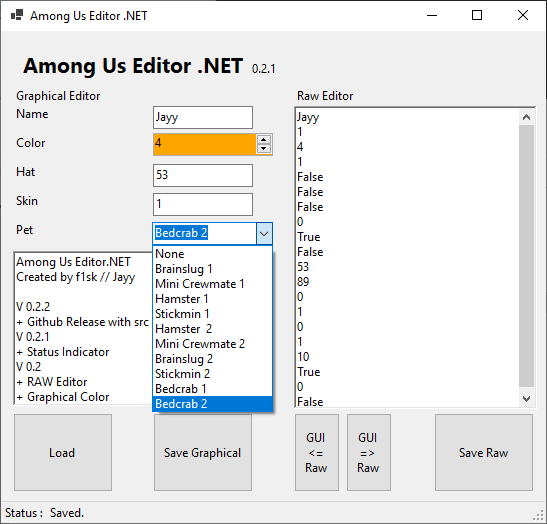 Among Us Editor .NET
Among Us Editor .NET 0.2.1
Graphical Editor
Name
Jayy
Color
4
Hat
53
Skin
1
Pet
Bedcrab 2
None
Brainslug 1
Mini Crewmate 1
Hamster 1
Stickmin 1
Hamster 2
Mini Crewmate 2
Brainslug 2
Stickmin 2
Bedcrab 1
Bedcrab 2
Among Us Editor.NET
Created by f1sk // Jayy
V 0.2.2
+ Github Release with src
V 0.2.1
+ Status Indicator
V 0.2
+ RAW Editor
+ Graphical Color
Raw Editor
Jayy
1
4
1
False
False
False
0
True
False
53
89
0
1
0
1
10
True
0
False
Load
Save Graphical
GUI
<=
Raw
GUI
=>
Raw
Save Raw
Status : Saved.